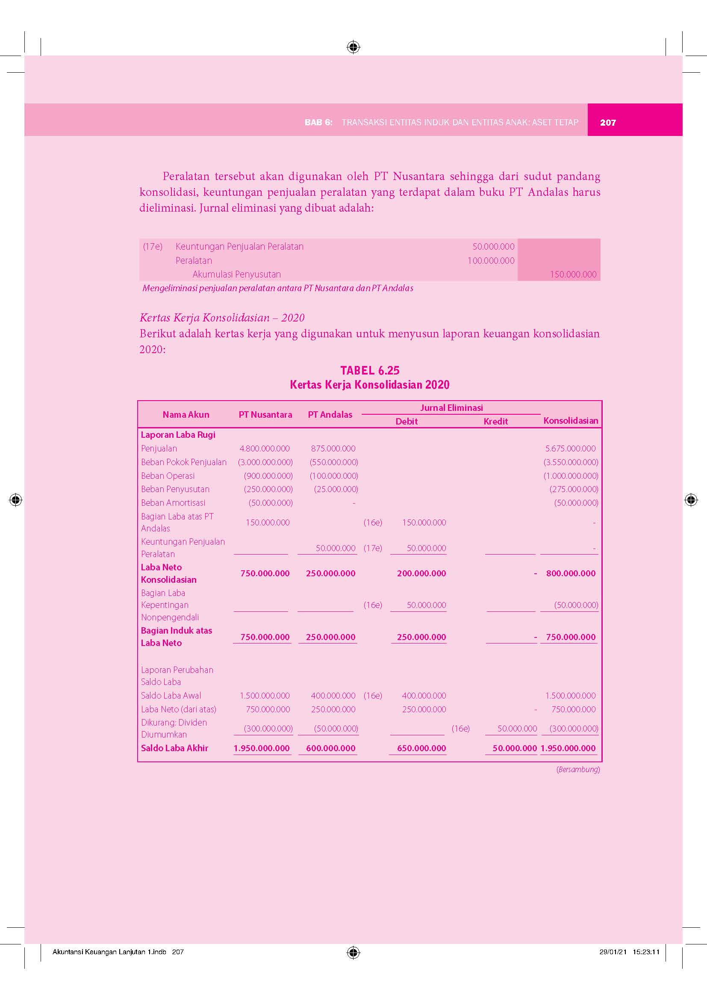 BAB 6: TRANSAKSI ENTITAS INDUK DAN ENTITAS ANAK: ASET TETAP 207
Peralatan tersebut akan digunakan oleh PT Nusantara sehingga dari sudut pandang
konsolidasi, keuntungan penjualan peralatan yang terdapat dalam buku PT Andalas harus
dieliminasi. Jurnal eliminasi yang dibuat adalah:
(17e) Keuntungan Penjualan Peralatan 50.000.000
Peralatan 100.000.000
Akumulasi Penyusutan 150.000.000
Mengeliminasi penjualan peralatan antara PT Nusantara dan PT Andalas
Kertas Kerja Konsolidasian – 2020
Berikut adalah kertas kerja yang digunakan untuk menyusun laporan keuangan konsolidasian
2020:
TABEL 6.25
Kertas Kerja Konsolidasian 2020
Jurnal Eliminasi
Nama Akun PT Nusantara PT Andalas
Debit Kredit Konsolidasian
Laporan Laba Rugi
Penjualan 4.800.000.000 875.000.000 5.675.000.000
Beban Pokok Penjualan (3.000.000.000) (550.000.000) (3.550.000.000)
Beban Operasi (900.000.000) (100.000.000) (1.000.000.000)
Beban Penyusutan (250.000.000) (25.000.000) (275.000.000)
Beban Amortisasi (50.000.000) - (50.000.000)
Bagian Laba atas PT
150.000.000 (16e) 150.000.000 -
Andalas
Keuntungan Penjualan
50.000.000 (17e) 50.000.000 -
Peralatan
Laba Neto
750.000.000 250.000.000 200.000.000 - 800.000.000
Konsolidasian
Bagian Laba
Kepentingan (16e) 50.000.000 (50.000.000)
Nonpengendali
Bagian Induk atas
750.000.000 250.000.000 250.000.000 - 750.000.000
Laba Neto
Laporan Perubahan
Saldo Laba
Saldo Laba Awal 1.500.000.000 400.000.000 (16e) 400.000.000 1.500.000.000
Laba Neto (dari atas) 750.000.000 250.000.000 250.000.000 - 750.000.000
Dikurang: Dividen
(300.000.000) (50.000.000) (16e) 50.000.000 (300.000.000)
Diumumkan
Saldo Laba Akhir 1.950.000.000 600.000.000 650.000.000 50.000.000 1.950.000.000
(Bersambung)
Akuntansi Keuangan Lanjutan 1.indb 207 29/01/21 15:23:11